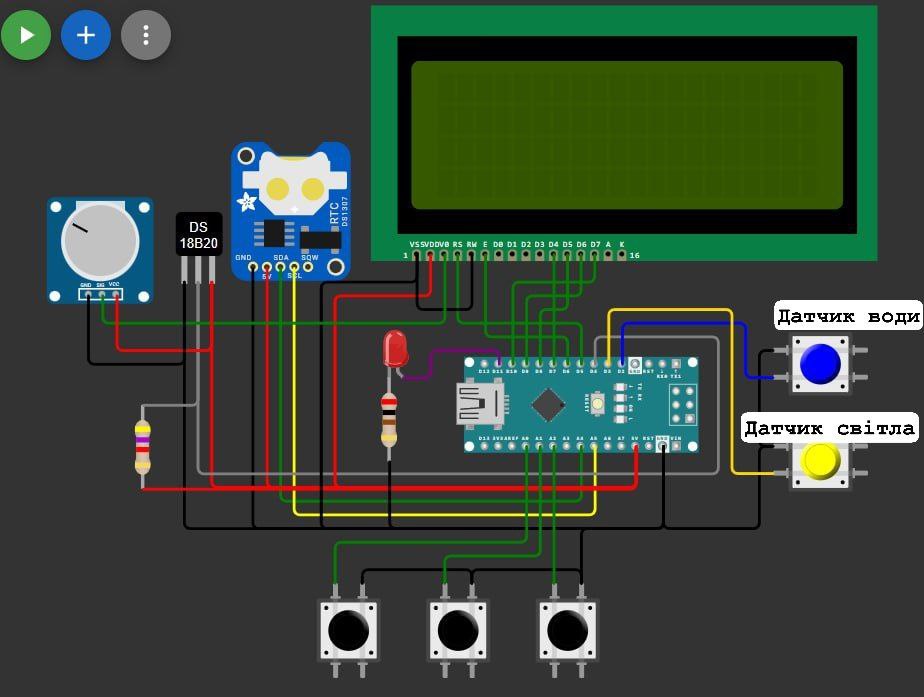 VSS VDD V0 RS RW E D0 D1 D2 D3 D4 D5 D6 D7 A K
1
16
DS
18B20
RTC
DS1307
GND
5V
SDA
SCL
SQW
GND SIG VCC
Датчик води
Датчик світла
D12 D11 D10 D9 D8 D7 D6 D5 D4 D3 D2 GND RST RX0 TX1
RESET
D13 3V3 AREF A0 A1 A2 A3 A4 A5 A6 A7 5V RST GND VIN